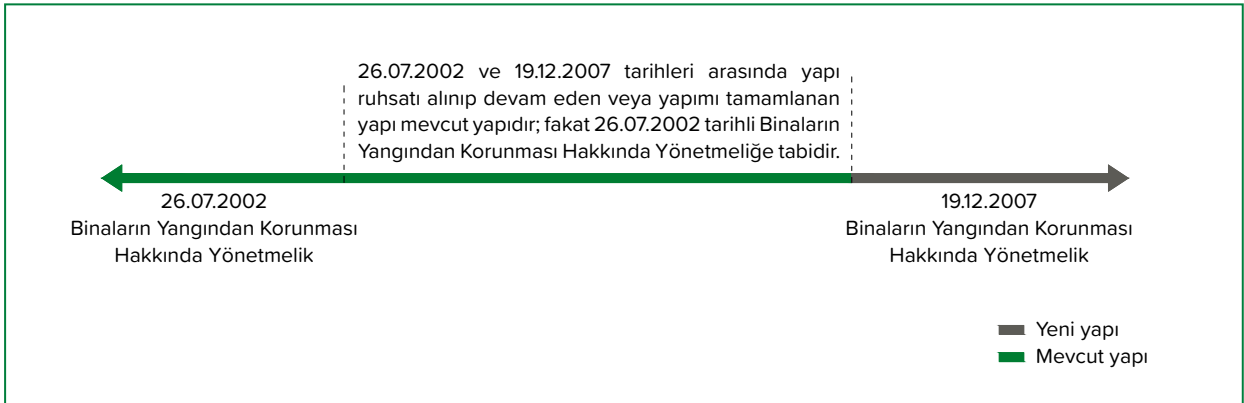 26.07.2002 ve 19.12.2007 tarihleri arasında yapı
ruhsatı alınıp devam eden veya yapımı tamamlanan
yapı mevcut yapıdır; fakat 26.07.2002 tarihli Binaların
Yangından Korunması Hakkında Yönetmeliğe tabidir.
26.07.2002
Binaların Yangından Korunması
Hakkında Yönetmelik
19.12.2007
Binaların Yangından Korunması
Hakkında Yönetmelik
Yeni yapı
Mevcut yapı